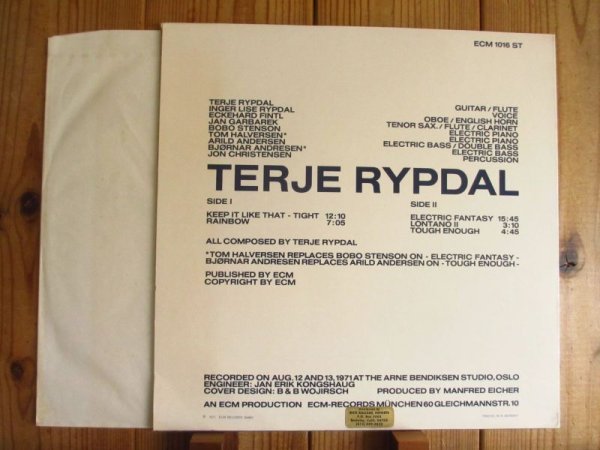 ECM 1016 ST
TERJE RYPDAL GUITAR / FLUTE
INGER LISE RYPDAL VOICE
ECKEHARD FINTL OBOE / ENGLISH HORN
JAN GARBAREK TENOR SAX. / FLUTE / CLARINET
BOBO STENSON ELECTRIC PIANO
TOM HALVERSEN* ELECTRIC PIANO
ARILD ANDERSEN ELECTRIC BASS / DOUBLE BASS
BJØRNAR ANDRESEN* ELECTRIC BASS
JON CHRISTENSEN PERCUSSION
TERJE RYPDAL
SIDE I SIDE II
KEEP IT LIKE THAT - TIGHT 12:10 ELECTRIC FANTASY 15:45
RAINBOW 7:05 LONTANO II 3:10
TOUGH ENOUGH 4:45
ALL COMPOSED BY TERJE RYPDAL
*TOM HALVERSEN REPLACES BOBO STENSON ON - ELECTRIC FANTASY -
BJØRNAR ANDRESEN REPLACES ARILD ANDERSEN ON - TOUGH ENOUGH -
PUBLISHED BY ECM
COPYRIGHT BY ECM
RECORDED ON AUG. 12 AND 13, 1971 AT THE ARNE BENDIKSEN STUDIO, OSLO
ENGINEER: JAN ERIK KONGSHAUG
COVER DESIGN: B & B WOJIRSCH PRODUCED BY MANFRED EICHER
AN ECM PRODUCTION ECM-RECORDS MÜNCHEN 60 GLEICHMANNSTR. 10